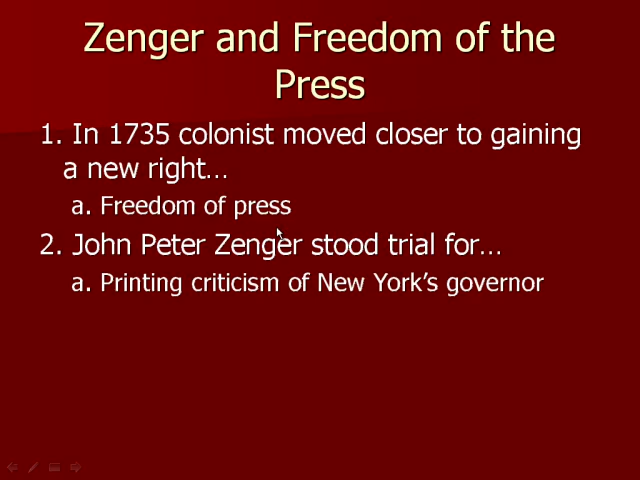 Zenger and Freedom of the
Press
1. In 1735 colonist moved closer to gaining
a new right…
a. Freedom of press
2. John Peter Zenger stood trial for…
a. Printing criticism of New York’s governor